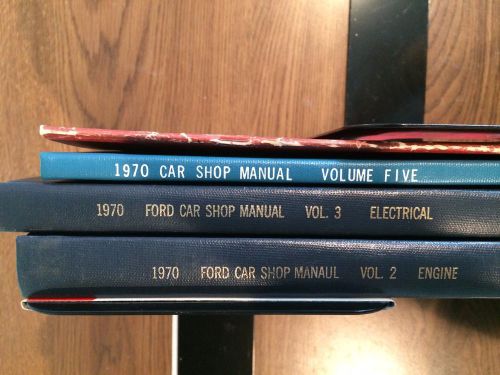 1970 CAR SHOP MANUAL VOLUME FIVE
1970 FORD CAR SHOP MANUAL VOL. 3 ELECTRICAL
1970 FORD CAR SHOP MANAUL VOL. 2 ENGINE